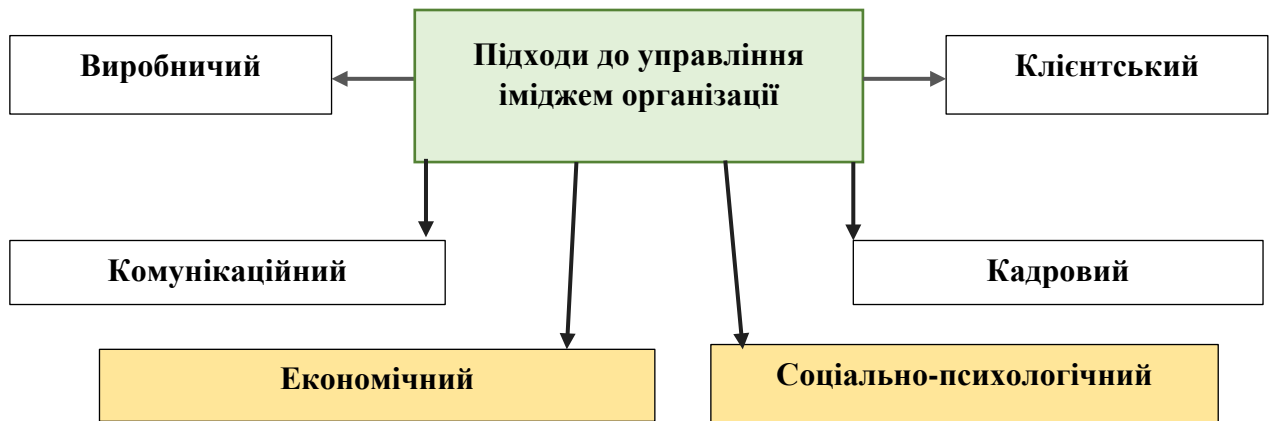 Підходи до управління
іміджем організації
Виробничий
Клієнтський
Комунікаційний
Кадровий
Економічний
Соціально-психологічний